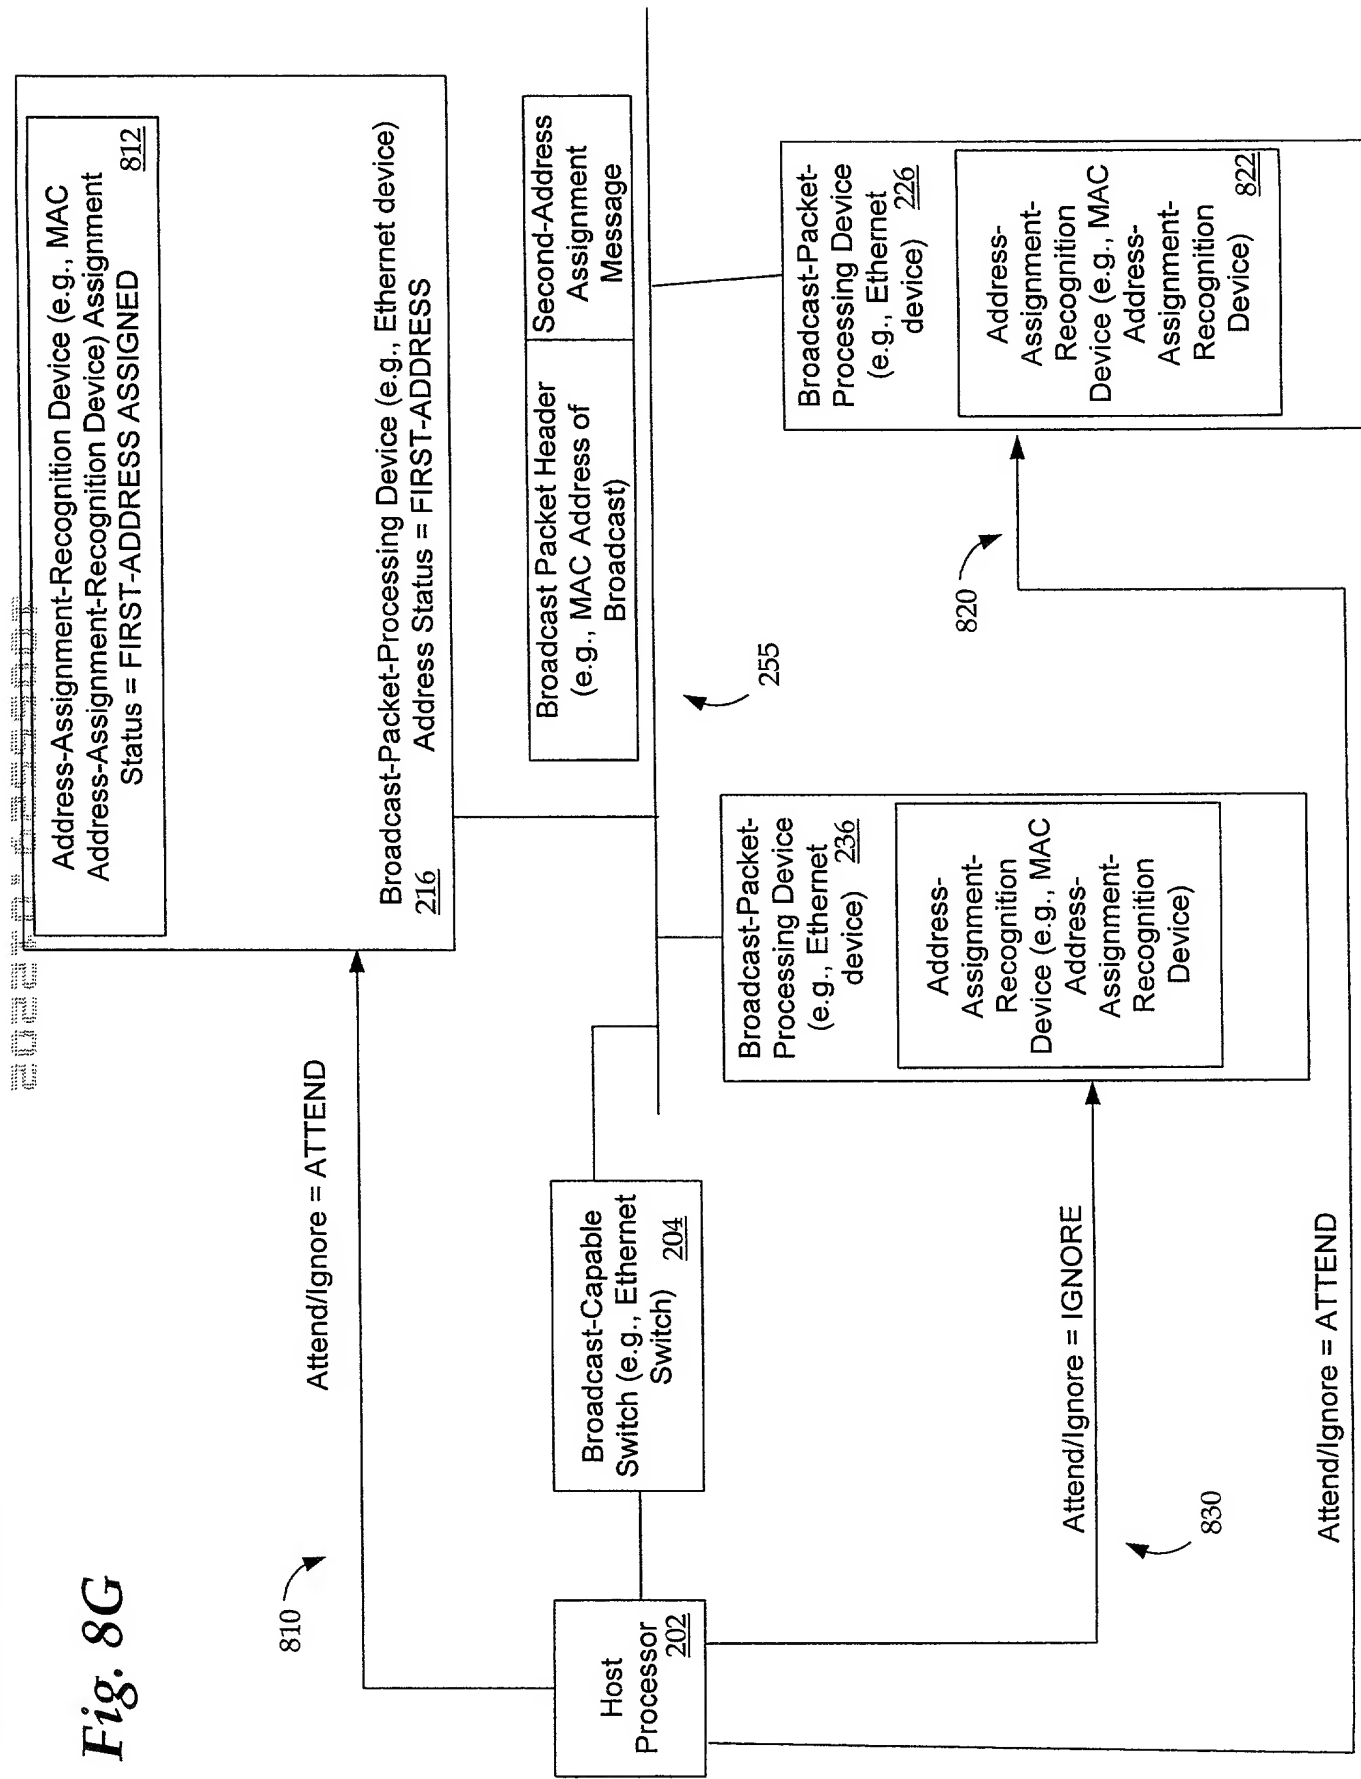 Fig. 8G
Address-Assignment-Recognition Device (e.g., MAC
Address-Assignment-Recognition Device) Assignment
Status = FIRST-ADDRESS ASSIGNED
812
Broadcast-Packet-Processing Device (e.g., Ethernet device)
216
Address Status = FIRST-ADDRESS
810
Attend/Ignore = ATTEND
Broadcast Packet Header
(e.g., MAC Address of
Broadcast)
Second-Address
Assignment
Message
255
Host
Processor
202
Broadcast-Capable
Switch (e.g., Ethernet
Switch)
204
Broadcast-Packet-
Processing Device
(e.g., Ethernet
device)
236
Address-
Assignment-
Recognition
Device (e.g., MAC
Address-
Assignment-
Recognition
Device)
Broadcast-Packet-
Processing Device
(e.g., Ethernet
device)
226
Address-
Assignment-
Recognition
Device (e.g., MAC
Address-
Assignment-
Recognition
Device)
822
820
Attend/Ignore = IGNORE
830
Attend/Ignore = ATTEND